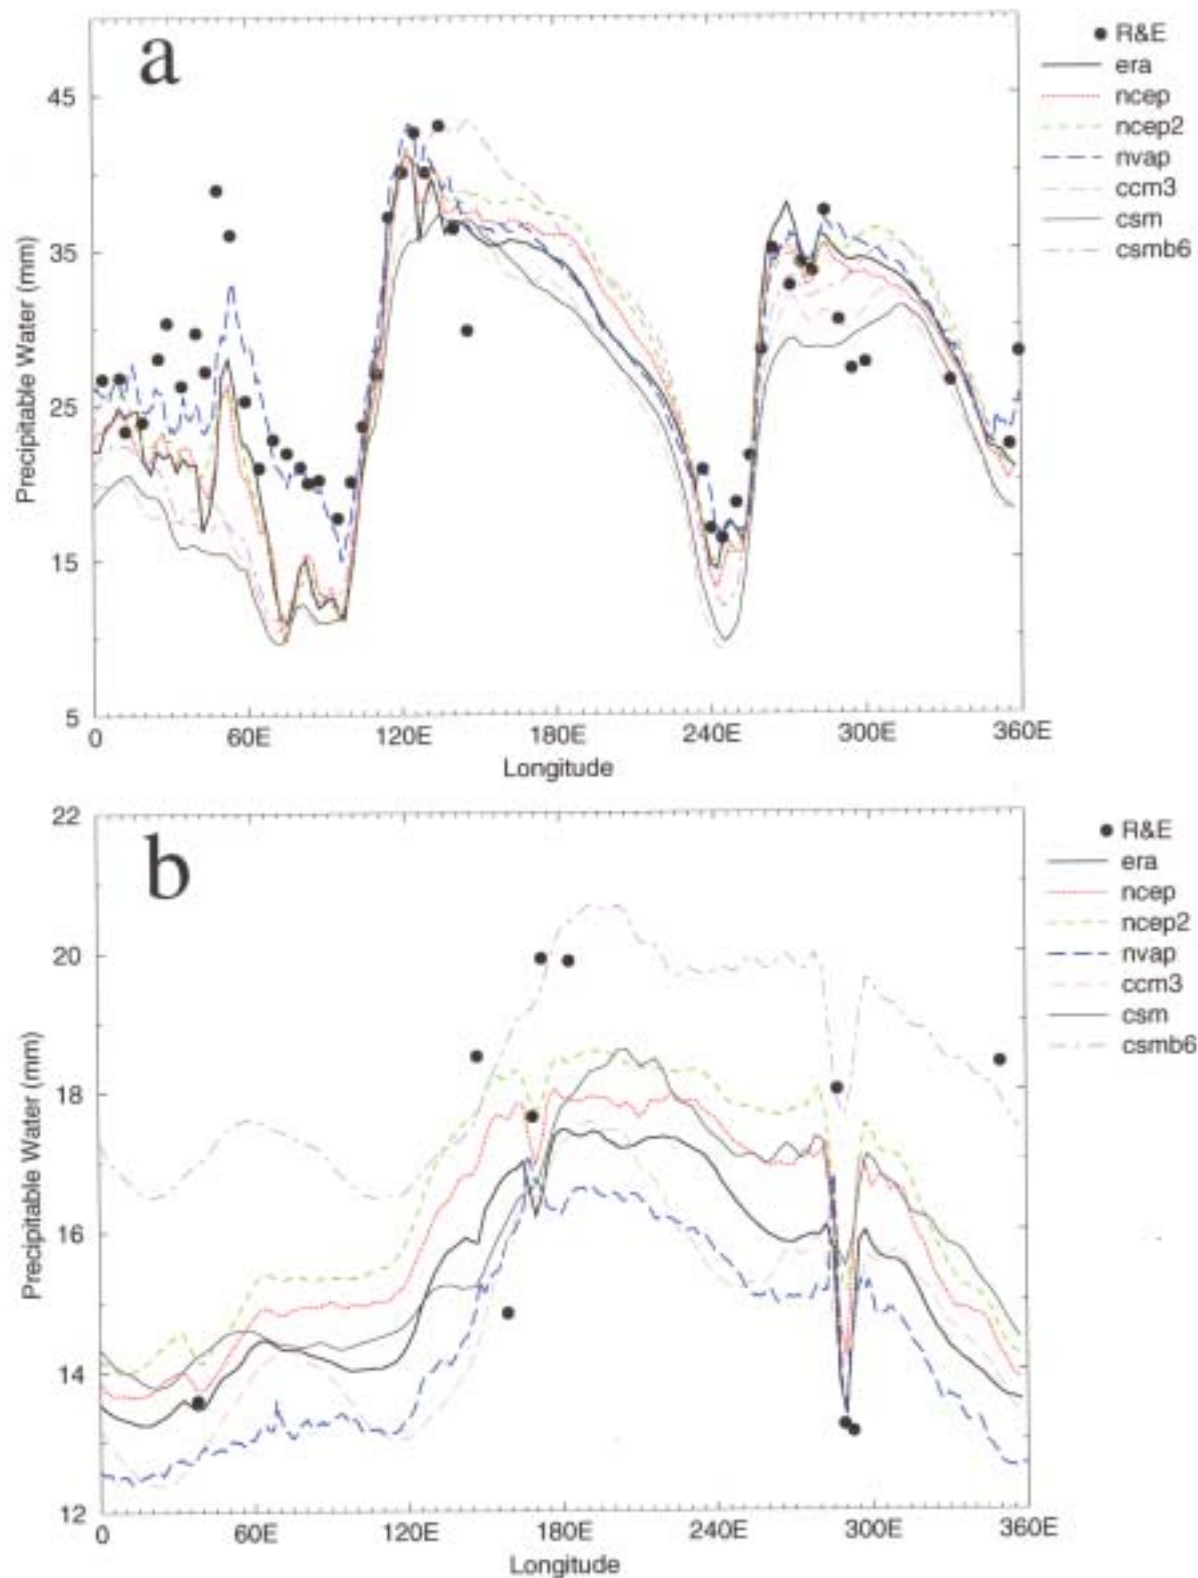 a
45
35
25
15
5
Precipitable Water (mm)
0 60E 120E 180E 240E 300E 360E
Longitude
R&E
era
ncep
ncep2
nvap
ccm3
csm
csmb6
b
22
20
18
16
14
12
Precipitable Water (mm)
0 60E 120E 180E 240E 300E 360E
Longitude
R&E
era
ncep
ncep2
nvap
ccm3
csm
csmb6